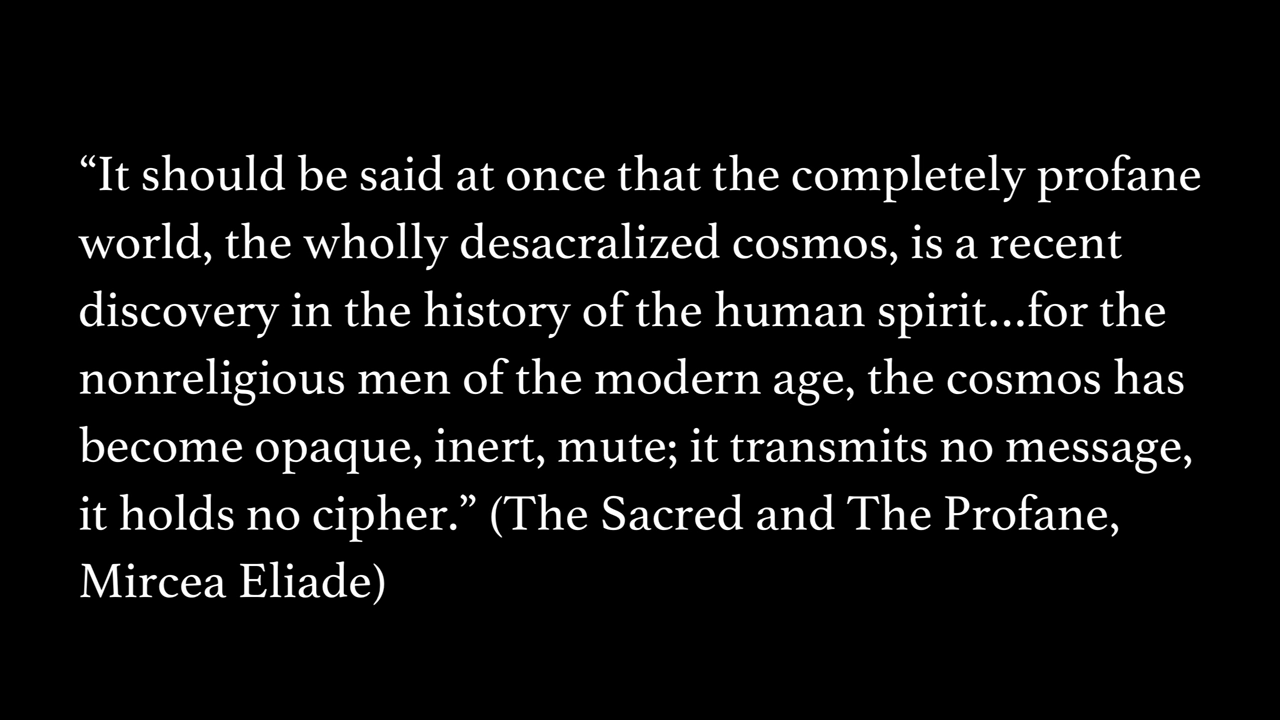 “It should be said at once that the completely profane
world, the wholly desacralized cosmos, is a recent
discovery in the history of the human spirit...for the
nonreligious men of the modern age, the cosmos has
become opaque, inert, mute; it transmits no message,
it holds no cipher.” (The Sacred and The Profane,
Mircea Eliade)